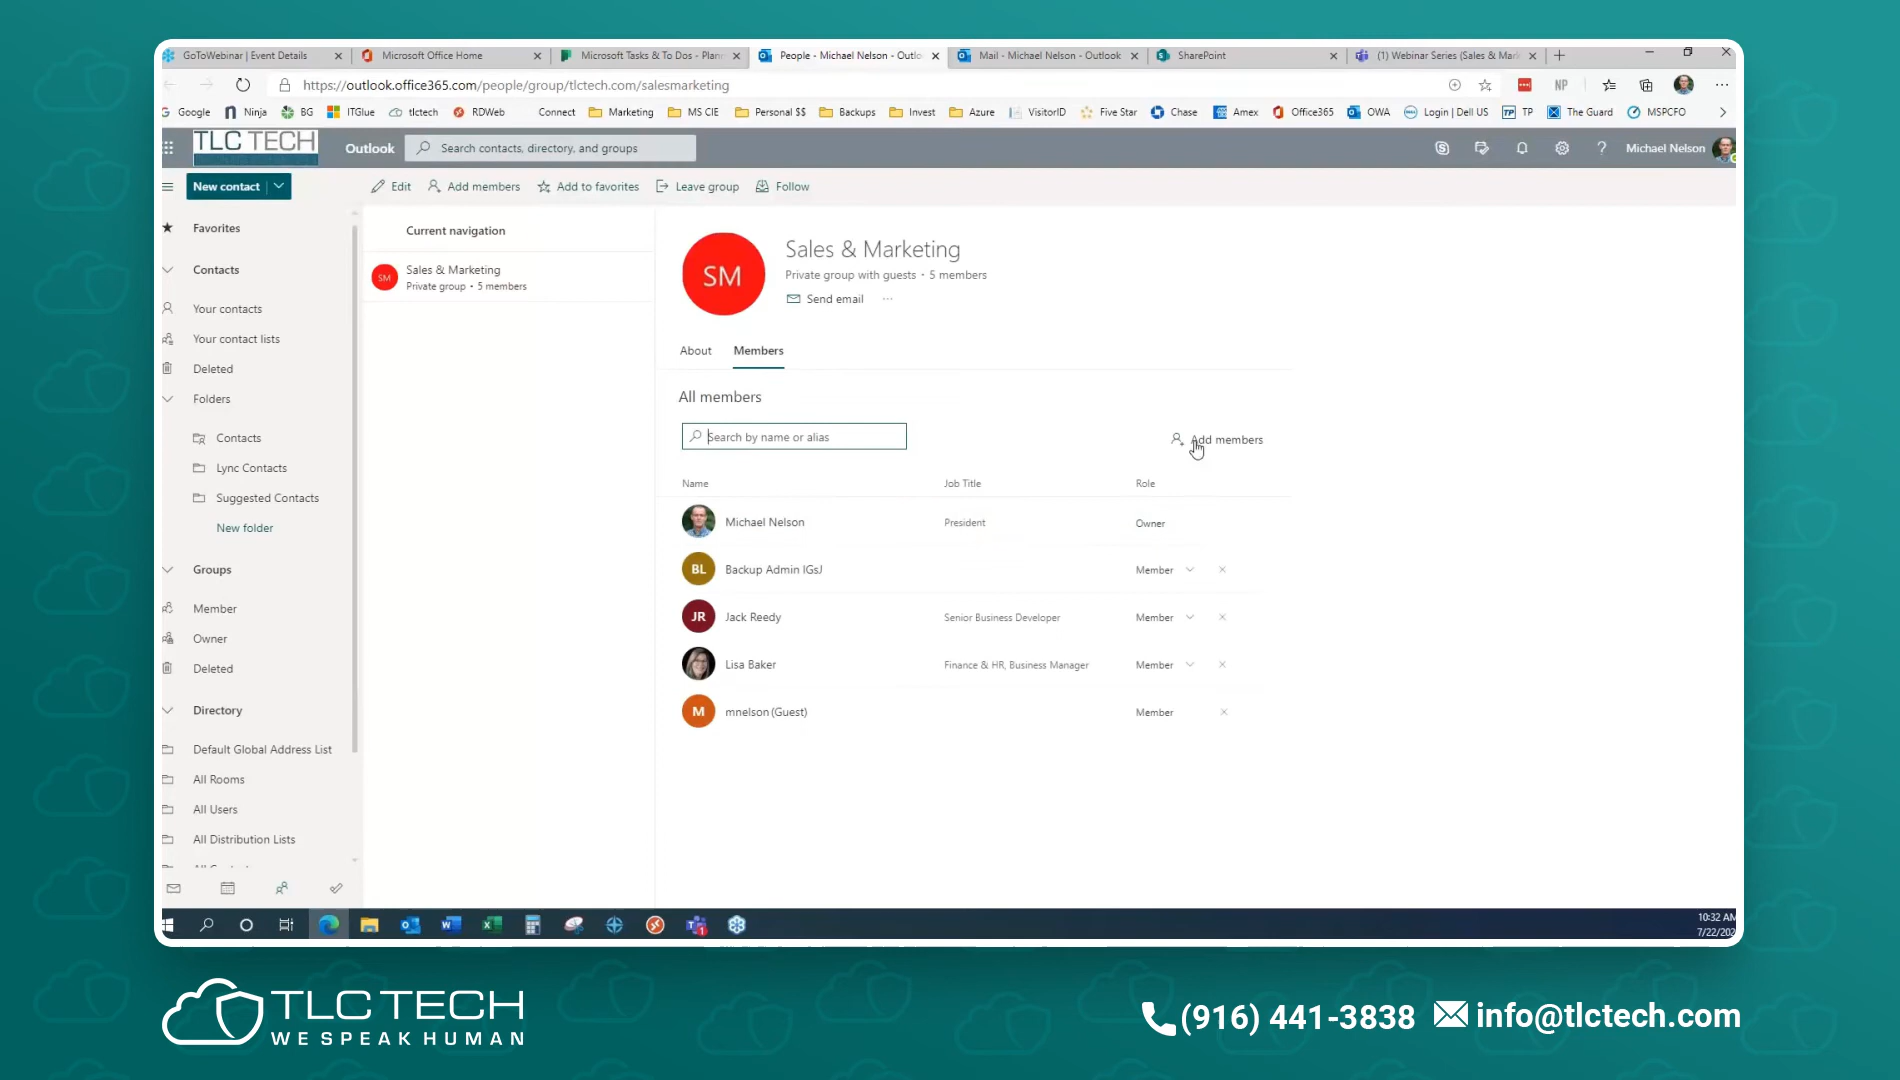 GoToWebinar | Event Details
Microsoft Office Home
Microsoft Tasks & To Dos - Plan
People - Michael Nelson - Outlo
Mail - Michael Nelson - Outlook
SharePoint
(1) Webinar Series (Sales & Mar
https://outlook.office365.com/people/group/tlctech.com/salesmarketing
NP
Google
Ninja
BG
ITGlue
tlctech
RDWeb
Connect
Marketing
MS CIE
Personal $$
Backups
Invest
Azure
VisitorID
Five Star
Chase
Amex
Office365
OWA
Login | Dell US
TP
TP
The Guard
MSPCFO
TLC TECH
Outlook
Search contacts, directory, and groups
Michael Nelson
New contact
Edit
Add members
Add to favorites
Leave group
Follow
Favorites
Contacts
Your contacts
Your contact lists
Deleted
Folders
Contacts
Lync Contacts
Suggested Contacts
New folder
Groups
Member
Owner
Deleted
Directory
Default Global Address List
All Rooms
All Users
All Distribution Lists
Current navigation
SM
Sales & Marketing
Private group • 5 members
SM
Sales & Marketing
Private group with guests • 5 members
Send email
About
Members
All members
Search by name or alias
Add members
Name Job Title Role
Michael Nelson President Owner
BL Backup Admin IGsJ Member
JR Jack Reedy Senior Business Developer Member
Lisa Baker Finance & HR, Business Manager Member
M mnelson (Guest) Member
10:32 AM
7/22/202
TLC TECH
WE SPEAK HUMAN
(916) 441-3838
info@tlctech.com